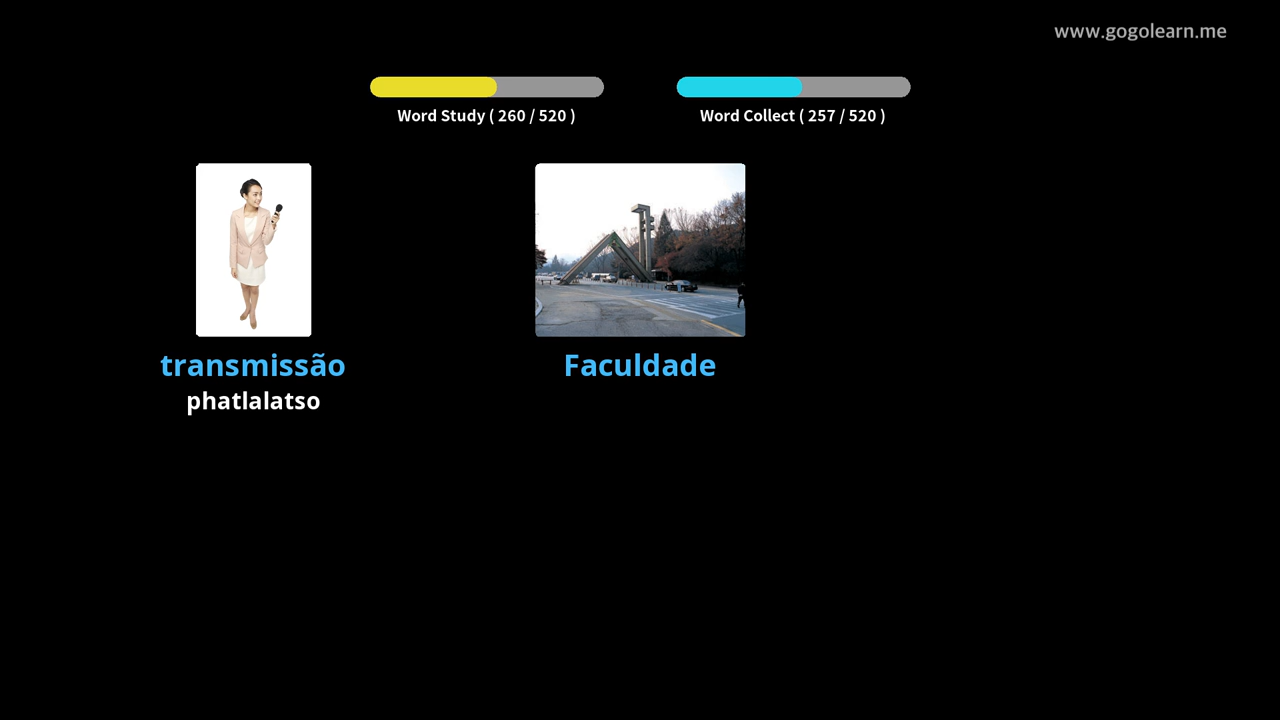 www.gogolearn.me
Word Study ( 260 / 520 )
Word Collect ( 257 / 520 )
transmissão
phatlalatso
Faculdade